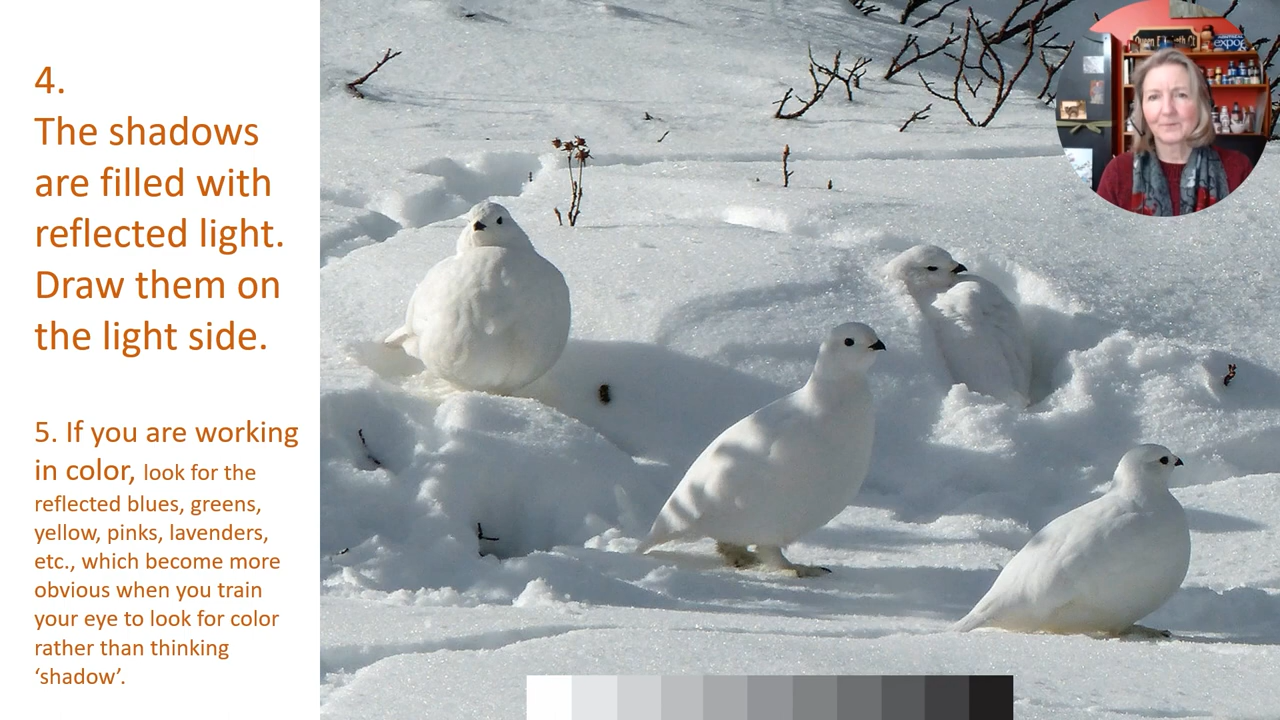 4.
The shadows
are filled with
reflected light.
Draw them on
the light side.
5. If you are working
in color, look for the
reflected blues, greens,
yellow, pinks, lavenders,
etc., which become more
obvious when you train
your eye to look for color
rather than thinking
‘shadow’.